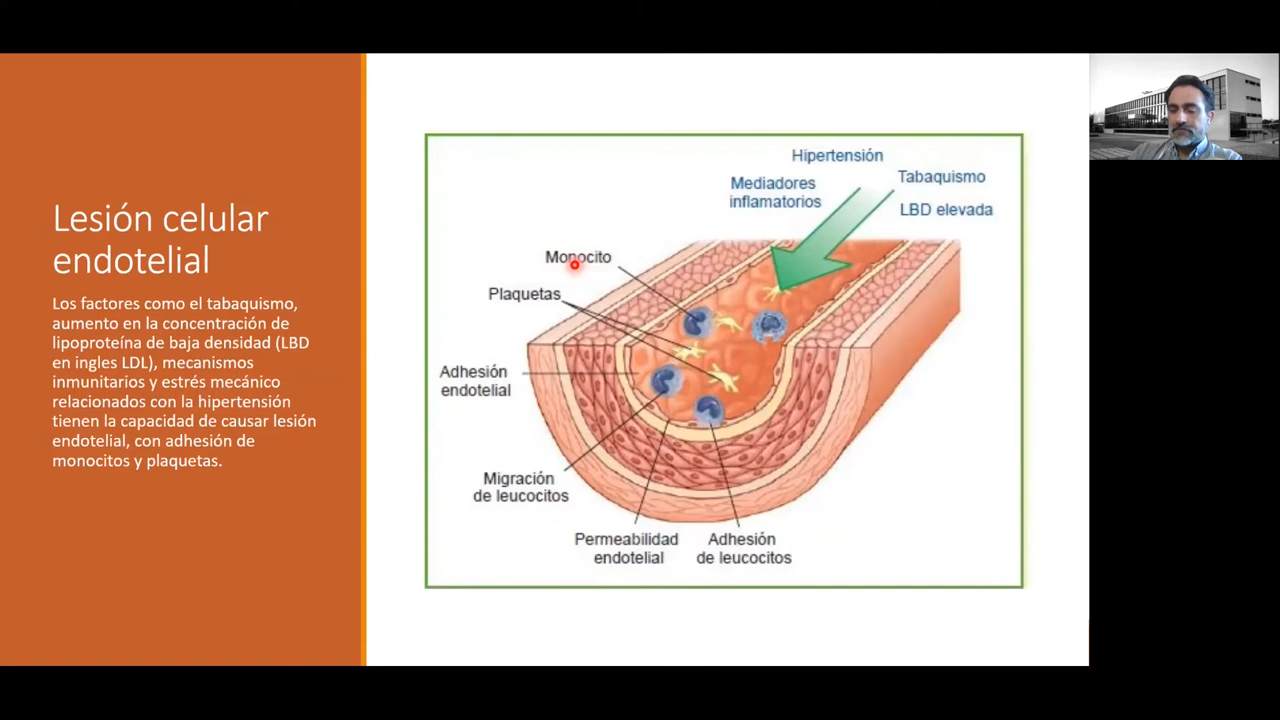 Lesión celular
endotelial
Los factores como el tabaquismo,
aumento en la concentración de
lipoproteína de baja densidad (LBD
en ingles LDL), mecanismos
inmunitarios y estrés mecánico
relacionados con la hipertensión
tienen la capacidad de causar lesión
endotelial, con adhesión de
monocitos y plaquetas.
Hipertensión
Mediadores
inflamatorios
Tabaquismo
LBD elevada
Monocito
Plaquetas
Adhesión
endotelial
Migración
de leucocitos
Permeabilidad
endotelial
Adhesión
de leucocitos